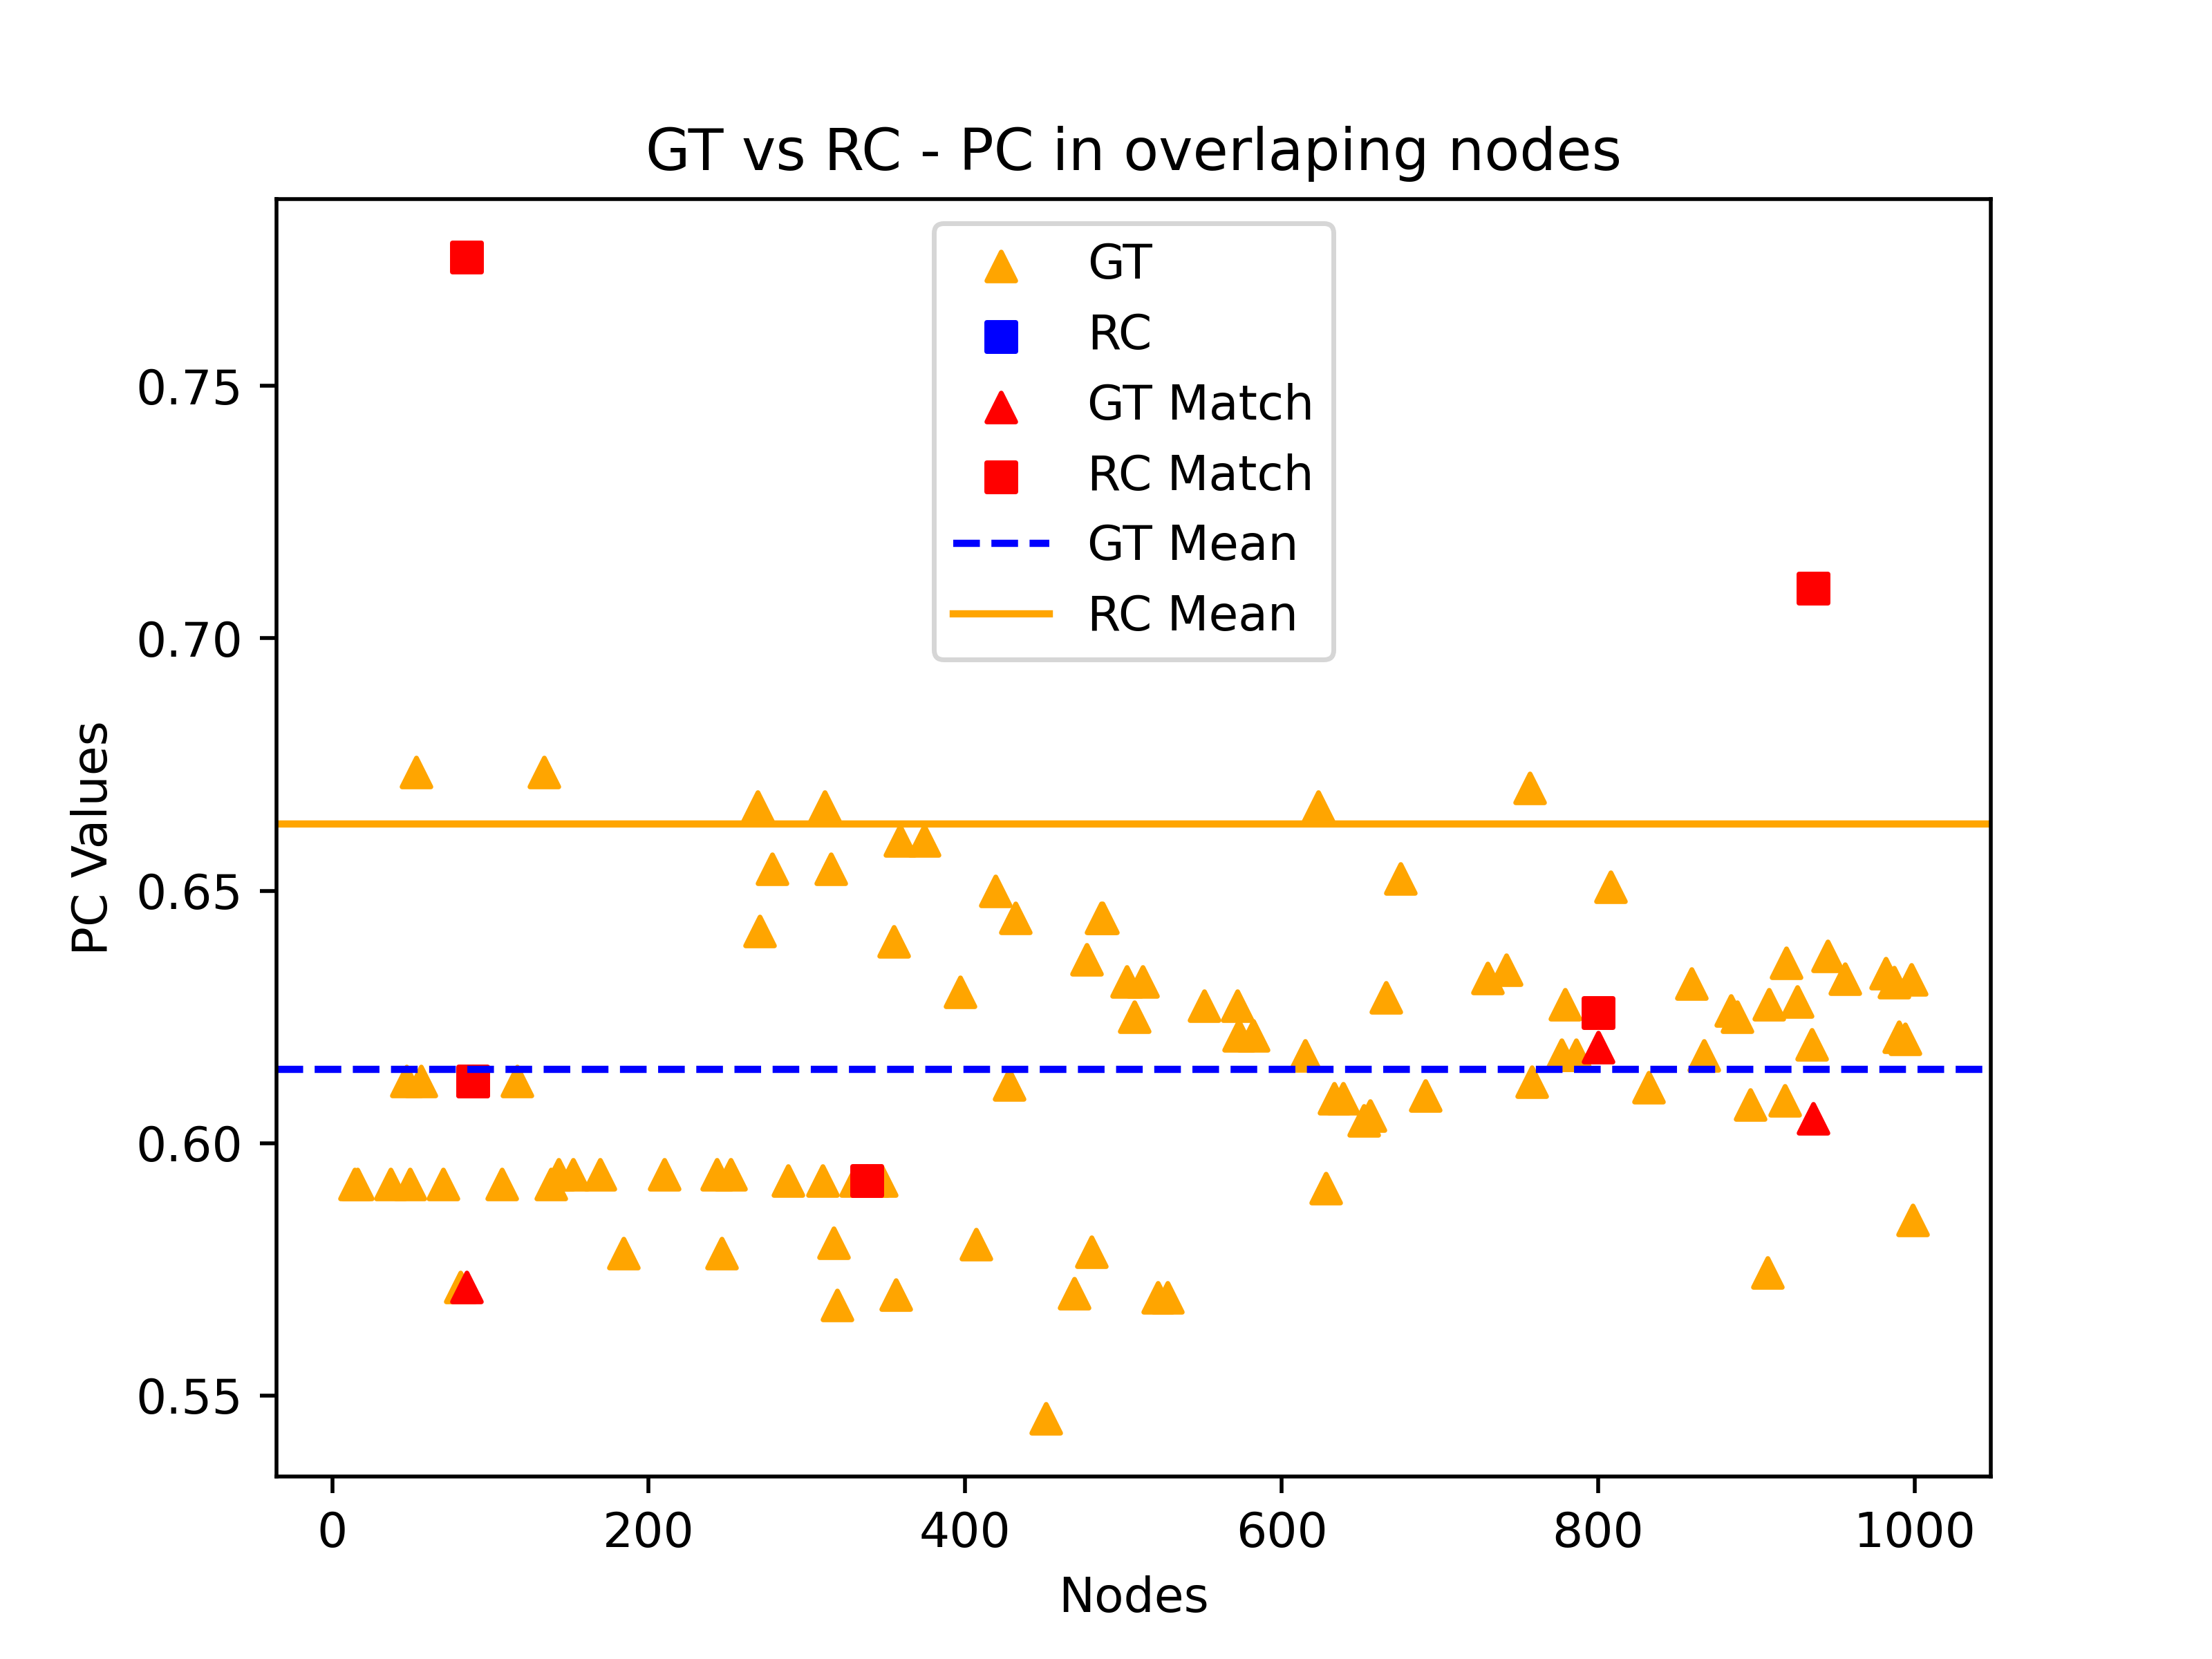 GT vs RC - PC in overlaping nodes
GT
RC
GT Match
RC Match
GT Mean
RC Mean
PC Values
0.75
0.70
0.65
0.60
0.55
0 200 400 600 800 1000
Nodes